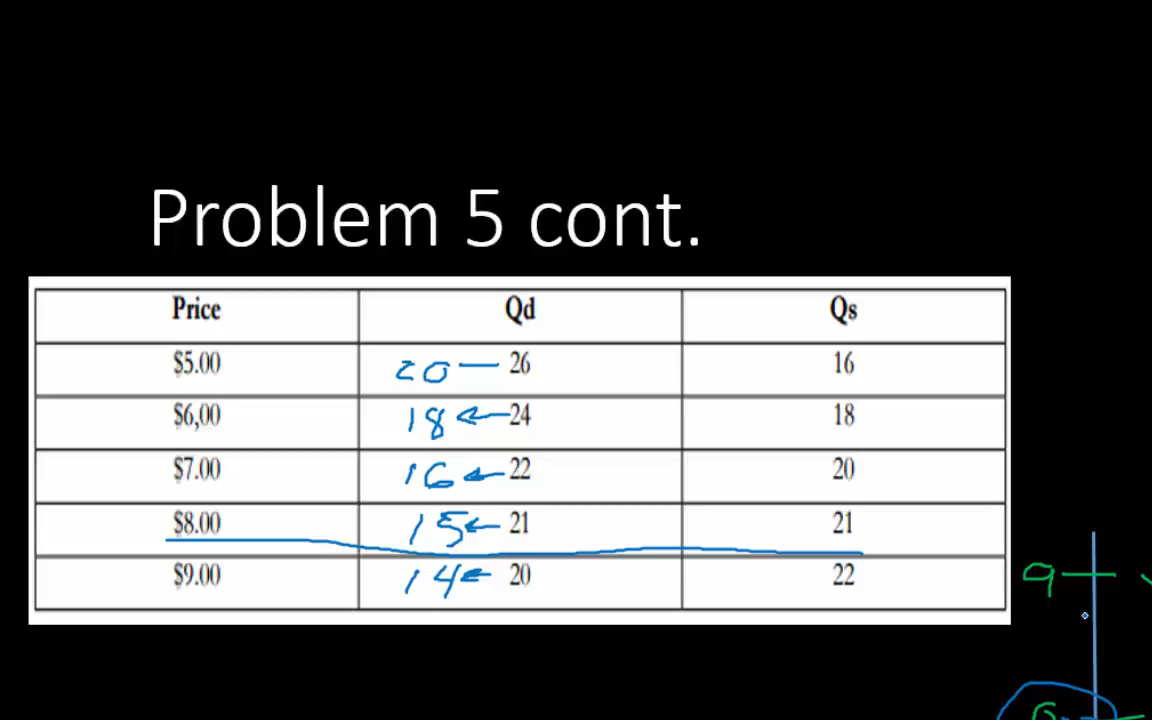 Problem 5 cont.
Price Qd Qs
$5.00 20 — 26 16
$6,00 18 ← 24 18
$7.00 16 ← 22 20
$8.00 15 ← 21 21
$9.00 14 ← 20 22
9